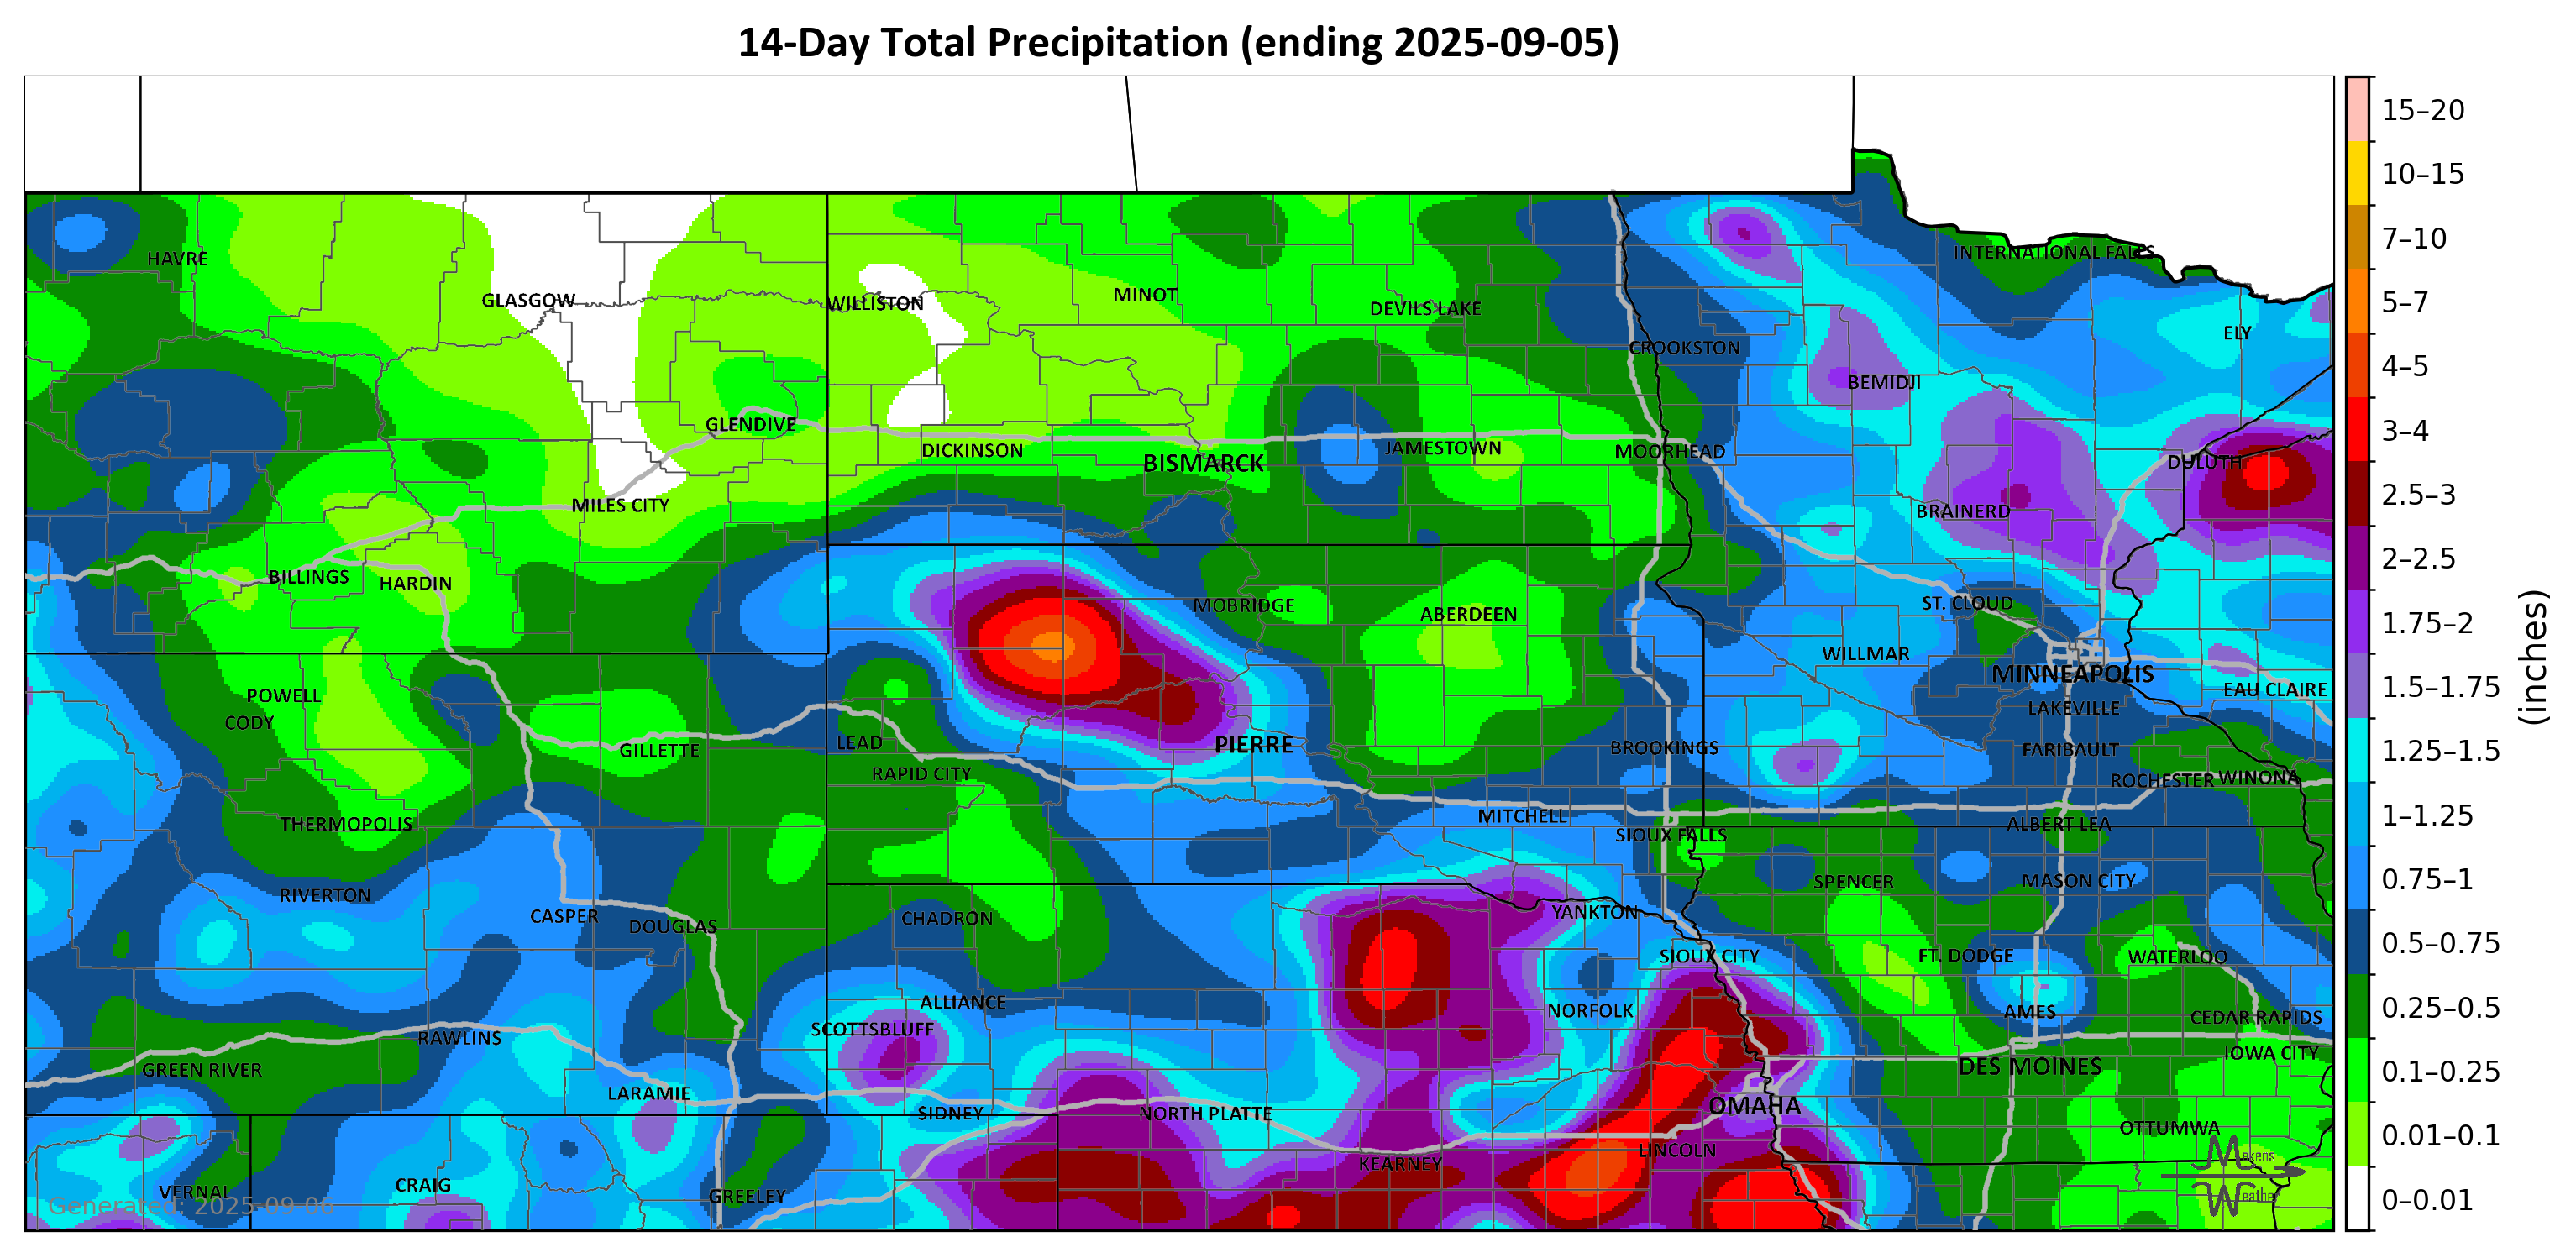 14-Day Total Precipitation (ending 2025-09-05)
15–20
10–15
7–10
5–7
4–5
3–4
2.5–3
2–2.5
1.75–2
1.5–1.75
1.25–1.5
1–1.25
0.75–1
0.5–0.75
0.25–0.5
0.1–0.25
0.01–0.1
0–0.01
(inches)
HAVRE
INTERNATIONAL FALLS
GLASGOW
WILLISTON
MINOT
DEVILS LAKE
ELY
CROOKSTON
BEMIDJI
GLENDIVE
DICKINSON
BISMARCK
JAMESTOWN
MOORHEAD
DULUTH
MILES CITY
BRAINERD
BILLINGS
HARDIN
MOBRIDGE
ABERDEEN
ST. CLOUD
WILLMAR
MINNEAPOLIS
POWELL
EAU CLAIRE
CODY
LAKEVILLE
GILLETTE
LEAD
PIERRE
BROOKINGS
FARIBAULT
RAPID CITY
ROCHESTER
WINONA
THERMOPOLIS
MITCHELL
SIOUX FALLS
ALBERT LEA
RIVERTON
SPENCER
MASON CITY
CASPER
DOUGLAS
CHADRON
YANKTON
SIOUX CITY
FT. DODGE
WATERLOO
ALLIANCE
SCOTTSBLUFF
NORFOLK
AMES
CEDAR RAPIDS
RAWLINS
GREEN RIVER
IOWA CITY
DES MOINES
LARAMIE
SIDNEY
NORTH PLATTE
OMAHA
OTTUMWA
KEARNEY
LINCOLN
VERNAL
CRAIG
GREELEY
Generated: 2025-09-06
Makens
Weather